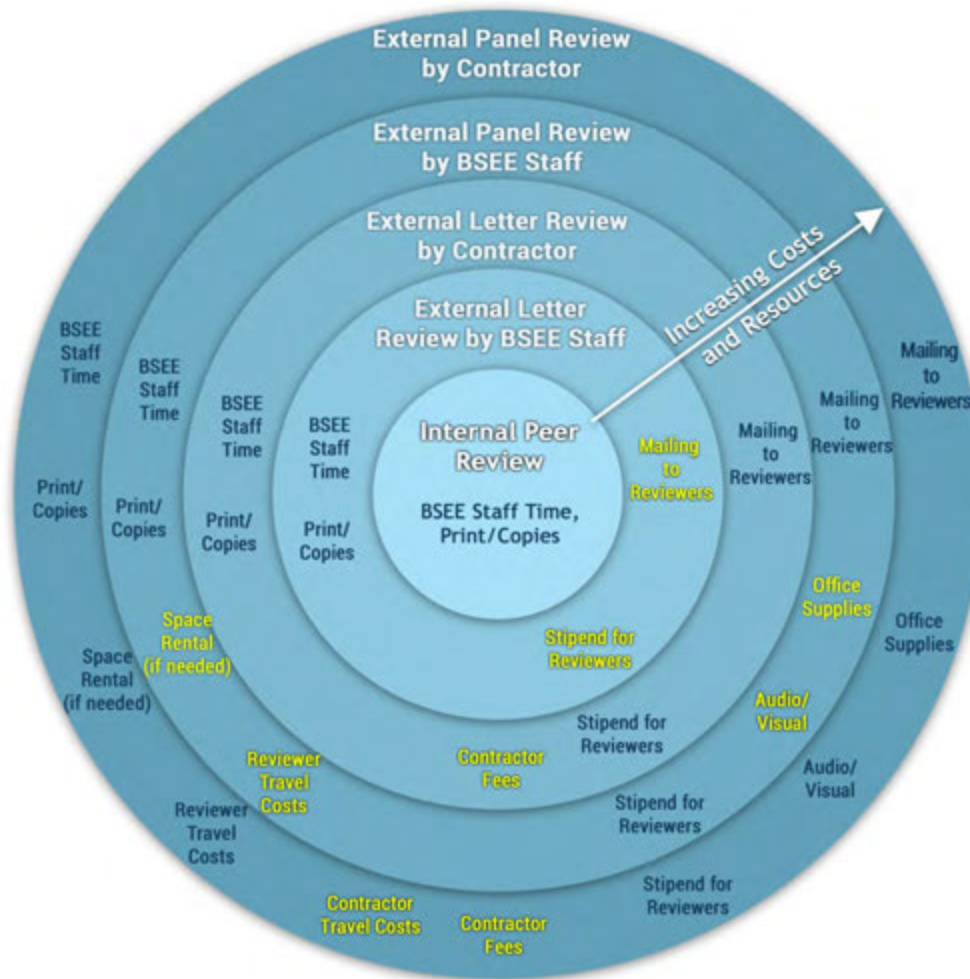 External Panel Review
by Contractor
External Panel Review
by BSEE Staff
External Letter Review
by Contractor
External Letter
Review by BSEE Staff
Increasing Costs
and Resources
Internal Peer
Review
BSEE Staff Time,
Print/Copies
BSEE
Staff
Time
BSEE
Staff
Time
BSEE
Staff
Time
BSEE
Staff
Time
Mailing
to
Reviewers
Mailing
to
Reviewers
Mailing
to
Reviewers
Mailing
to
Reviewers
Print/
Copies
Print/
Copies
Print/
Copies
Print/
Copies
Space
Rental
(if needed)
Space
Rental
(if needed)
Stipend for
Reviewers
Office
Supplies
Office
Supplies
Reviewer
Travel
Costs
Reviewer
Travel
Costs
Contractor
Fees
Stipend for
Reviewers
Audio/
Visual
Audio/
Visual
Stipend for
Reviewers
Contractor
Travel Costs
Contractor
Fees
Stipend for
Reviewers